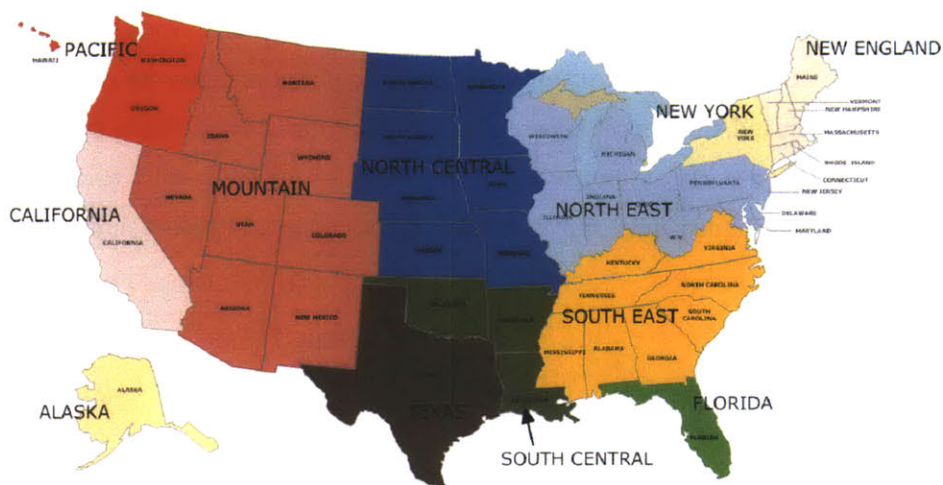 HAWAII
PACIFIC
WASHINGTON
OREGON
CALIFORNIA
CALIFORNIA
ALASKA
ALASKA
MONTANA
IDAHO
WYOMING
MOUNTAIN
NEVADA
UTAH
COLORADO
ARIZONA
NEW MEXICO
NORTH CENTRAL
TEXAS
SOUTH CENTRAL
WISCONSIN
MICHIGAN
INDIANA
NORTH EAST
PENNSYLVANIA
W.V.
NEW YORK
NEW
YORK
NEW ENGLAND
MAINE
VERMONT
NEW HAMPSHIRE
MASSACHUSETTS
RHODE ISLAND
CONNECTICUT
NEW JERSEY
DELAWARE
MARYLAND
KENTUCKY
VIRGINIA
TENNESSEE
NORTH CAROLINA
SOUTH
CAROLINA
SOUTH EAST
MISSISSIPPI
ALABAMA
GEORGIA
FLORIDA
FLORIDA